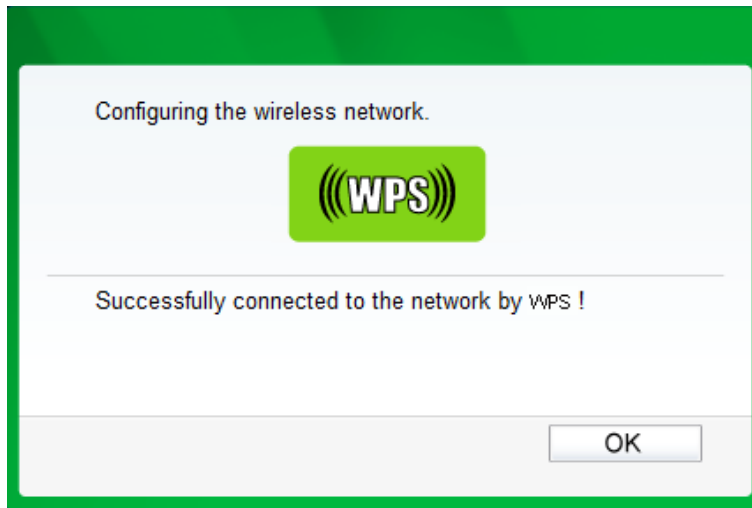 Configuring the wireless network.
(((WPS)))
Successfully connected to the network by WPS !
OK